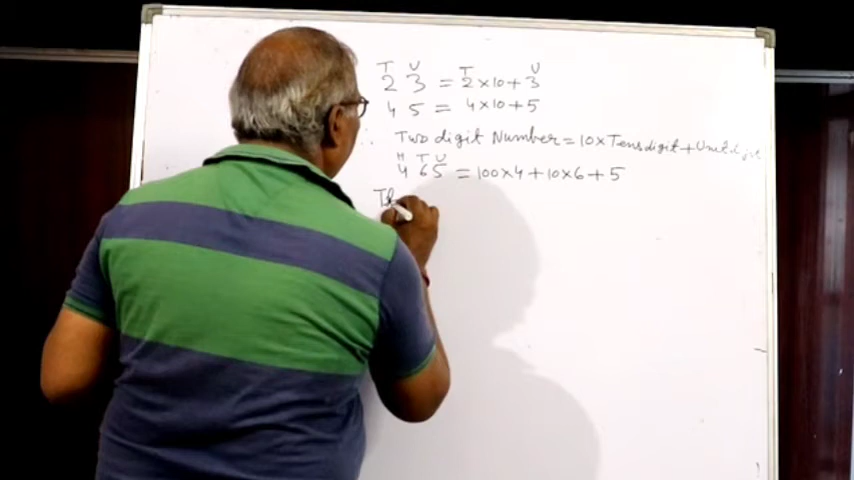 T U T U
2 3 = 2×10+3
4 5 = 4×10+5
∴ Two digit Number = 10×Tens digit + Unit digit
H T U
4 6 5 = 100×4+10×6+5